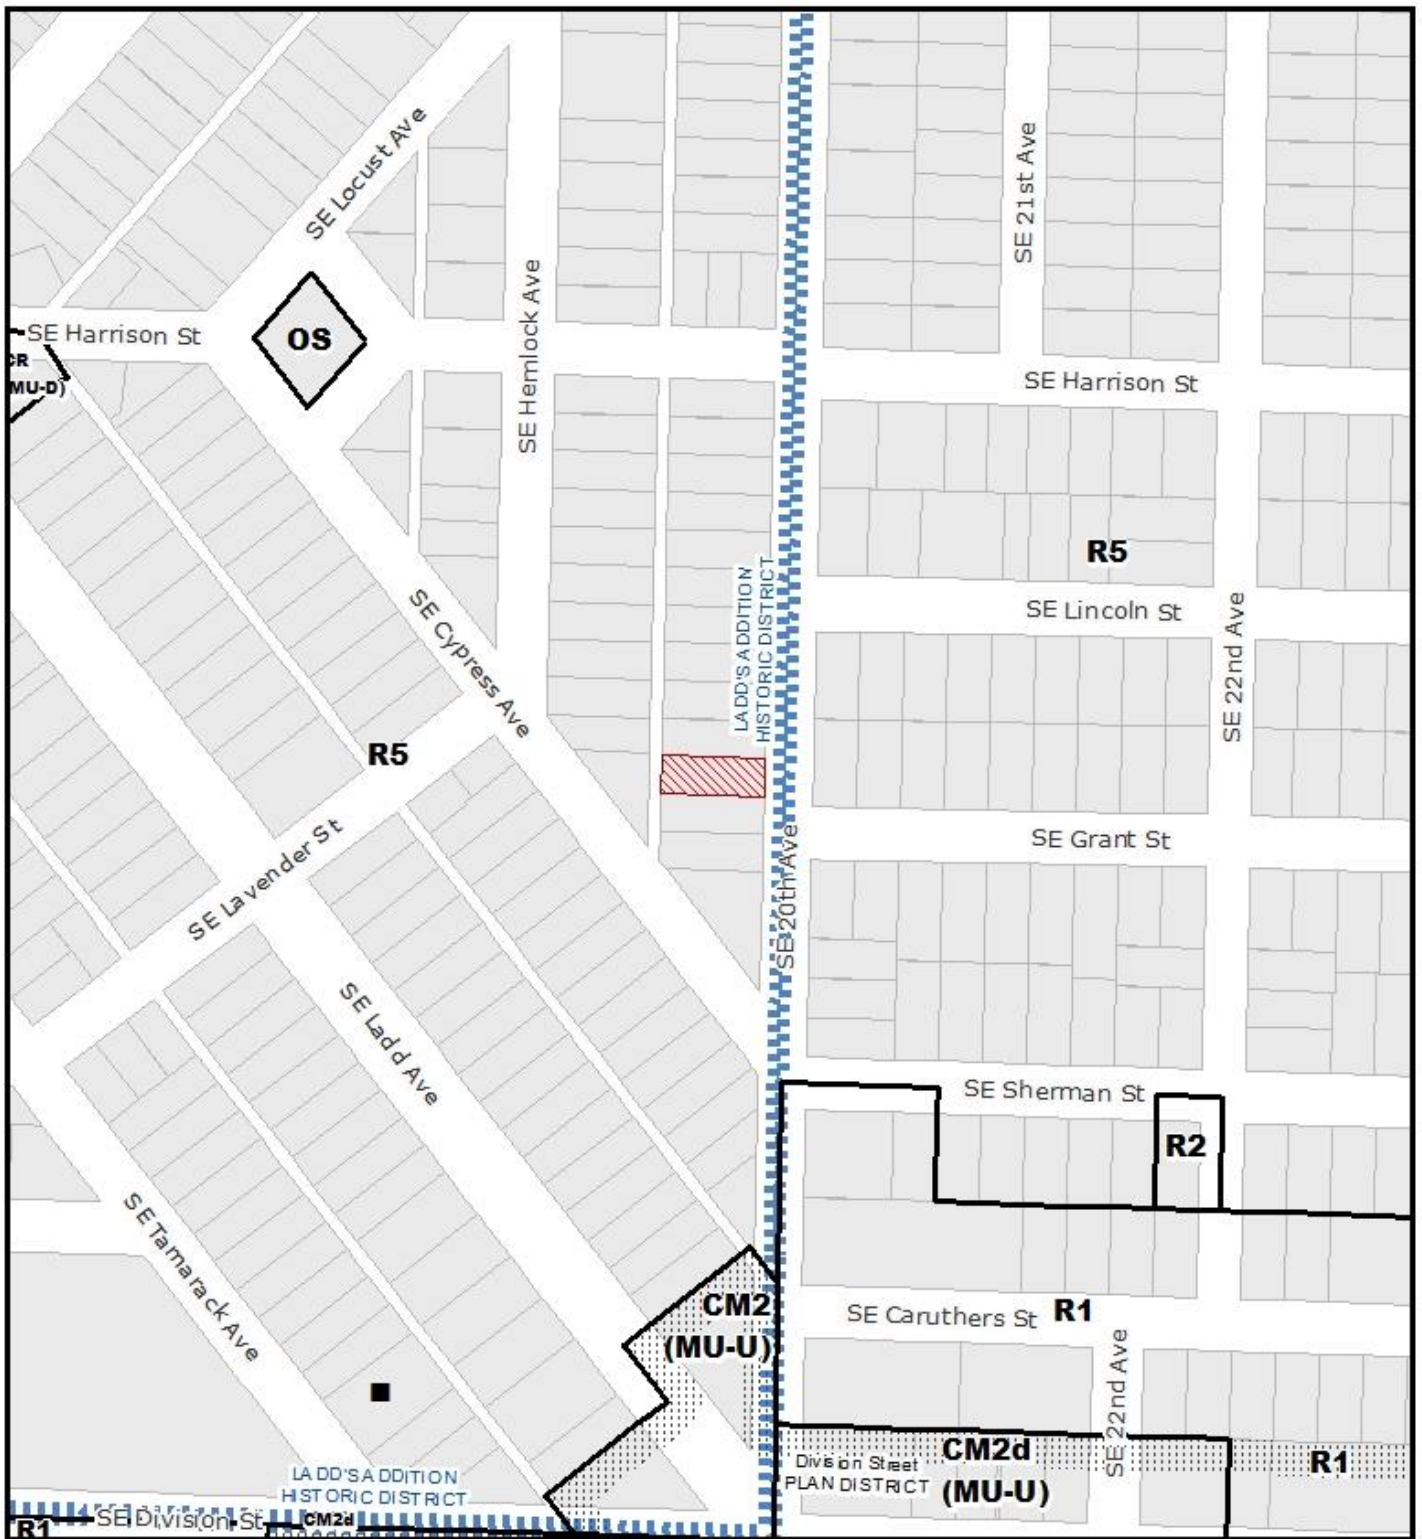 SE Locust Ave
SE 21st Ave
SE Harrison St
OS
SE Hemlock Ave
CR
MU-D)
SE Harrison St
R5
LADD'S ADDITION
HISTORIC DISTRICT
SE Cypress Ave
SE Lincoln St
SE 22nd Ave
R5
SE Lavender St
SE 20th Ave
SE Grant St
SE Ladd Ave
SE Sherman St
R2
SE Tamarack Ave
CM2
(MU-U)
SE Caruthers St
R1
SE 22nd Ave
CM2d
(MU-U)
Division Street
PLAN DISTRICT
R1
LADD'S ADDITION
HISTORIC DISTRICT
R1
SE Division St
CM2d